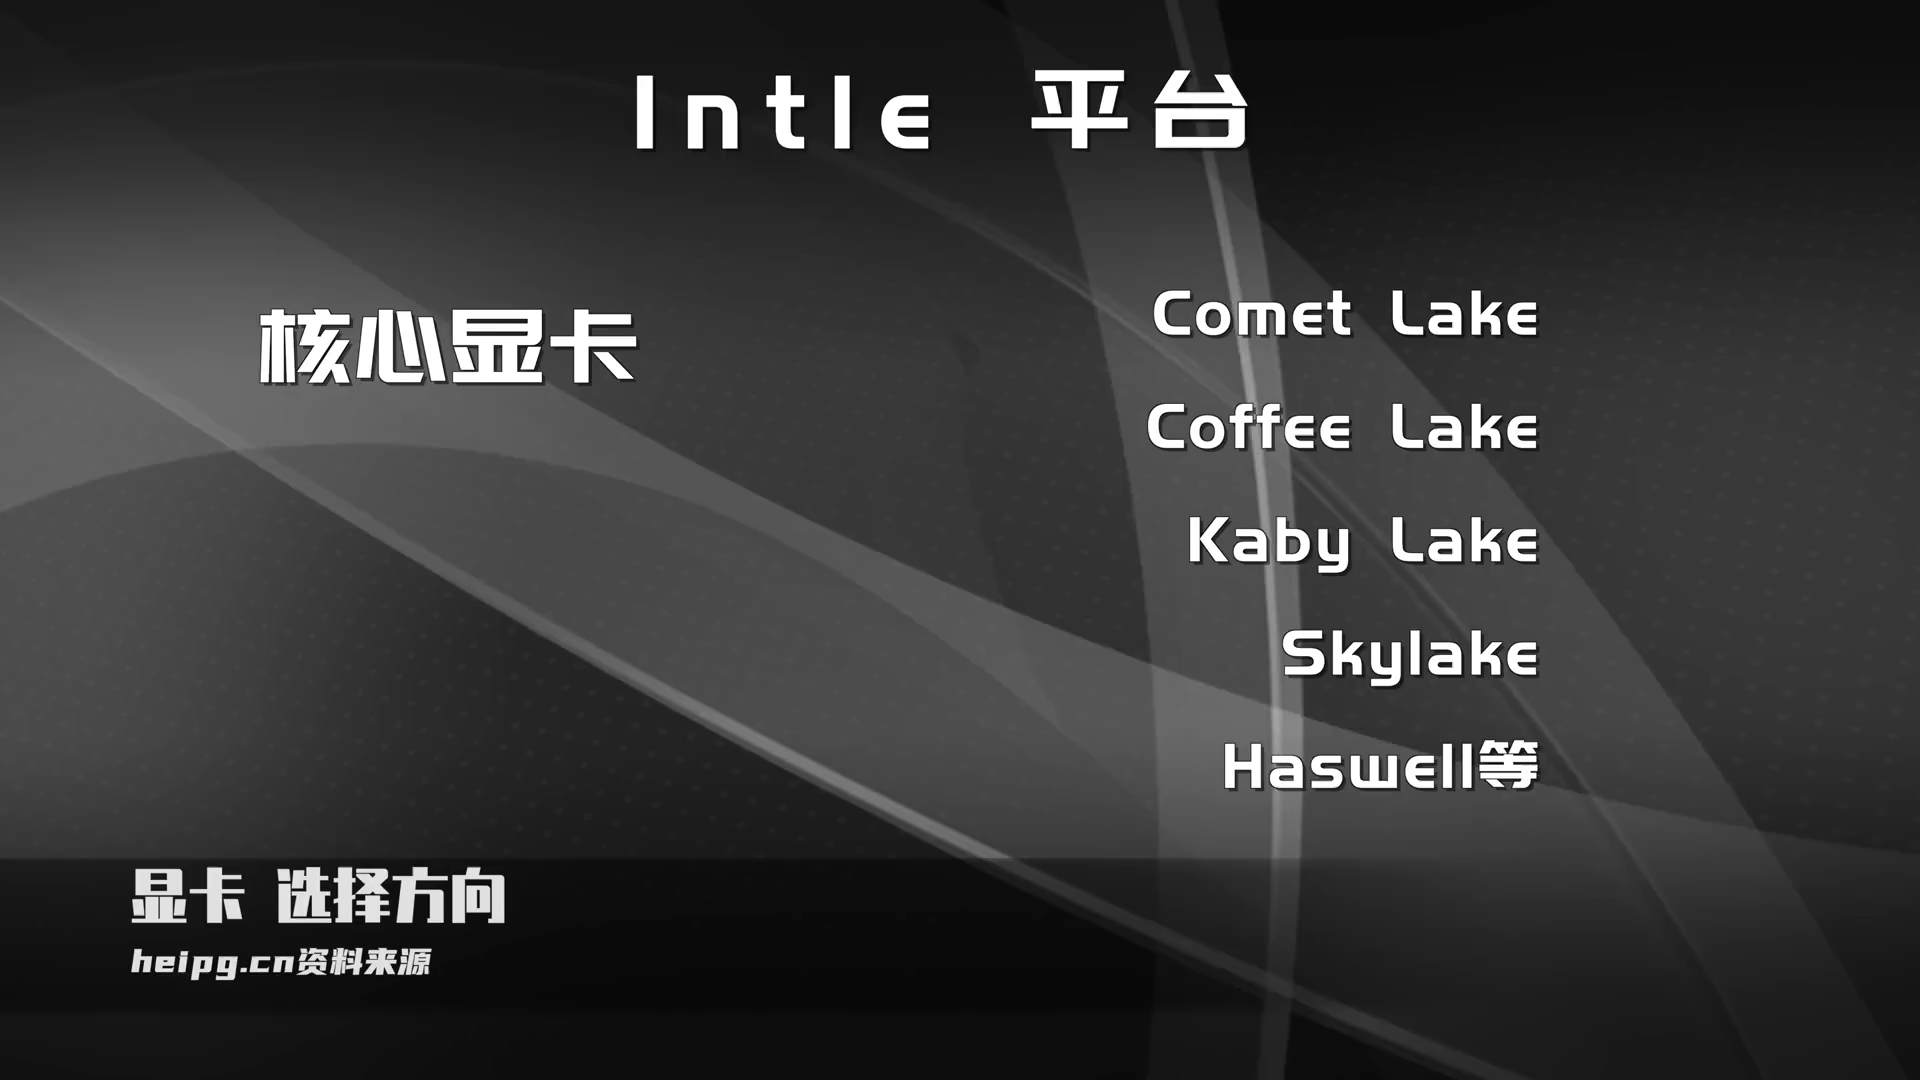 Intle 平台
核心显卡
Comet Lake
Coffee Lake
Kaby Lake
Skylake
Haswell等
显卡 选择方向
heipg.cn资料来源